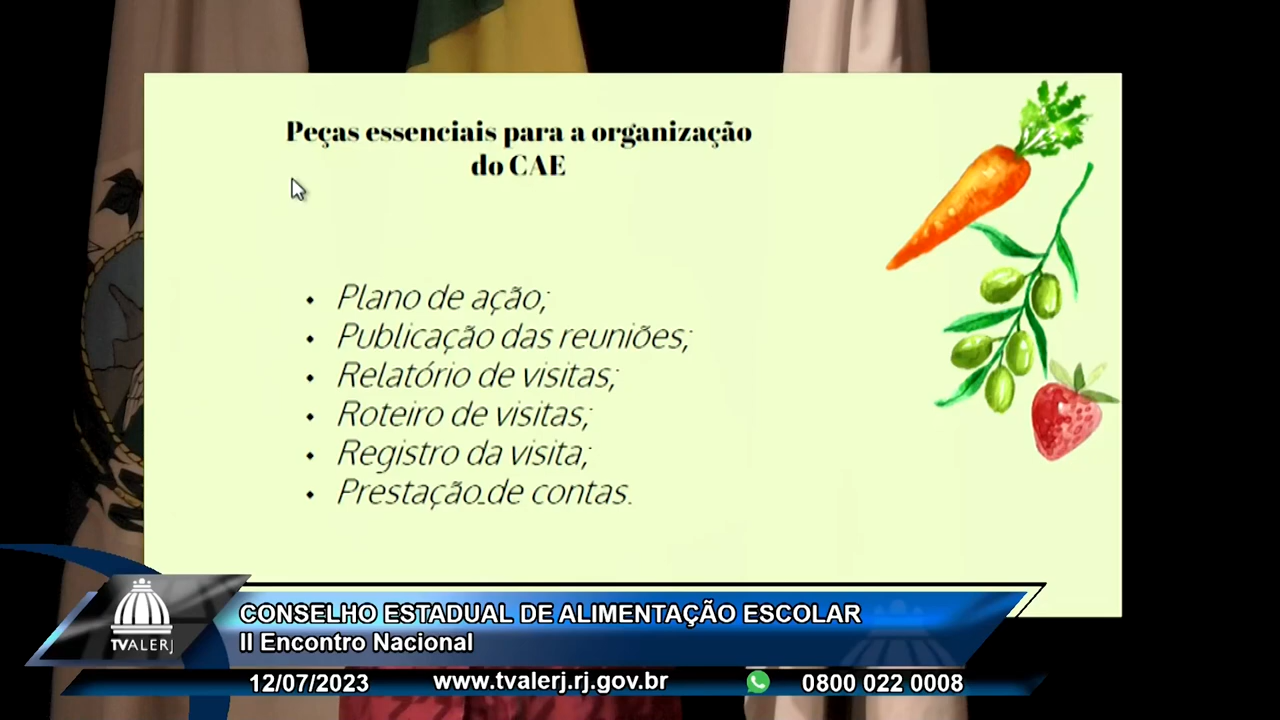 Peças essenciais para a organização
do CAE
• Plano de ação;
• Publicação das reuniões;
• Relatório de visitas;
• Roteiro de visitas;
• Registro da visita;
• Prestação de contas.
CONSELHO ESTADUAL DE ALIMENTAÇÃO ESCOLAR
II Encontro Nacional
TVALERJ
12/07/2023 www.tvalerj.rj.gov.br 0800 022 0008